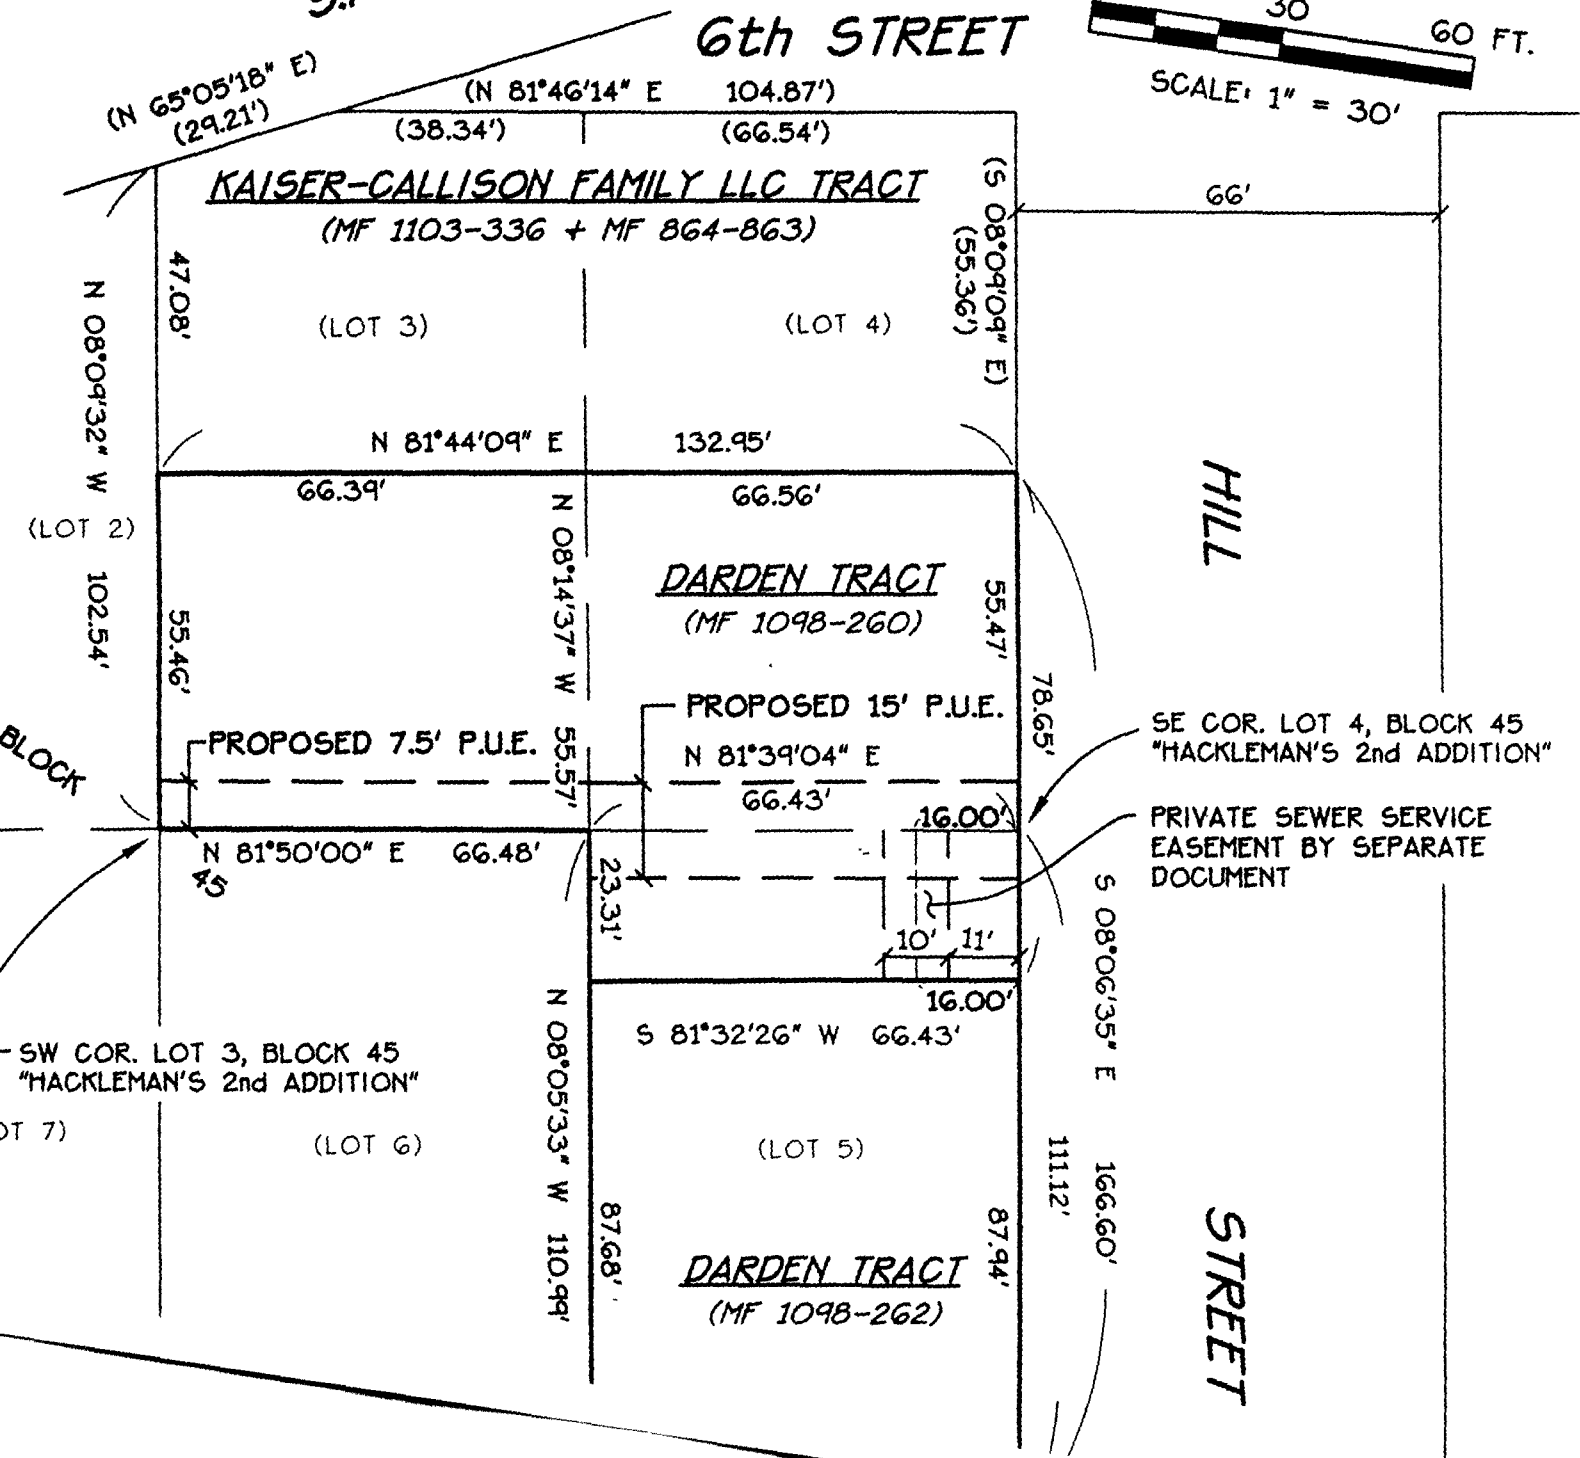 6th STREET
30
60 FT.
SCALE: 1" = 30'
(N 65°05'18" E)
(29.21')
(N 81°46'14" E 104.87')
(38.34')
(66.54')
KAISER-CALLISON FAMILY LLC TRACT
(MF 1103-336 + MF 864-863)
(S 08°09'09" E)
(55.36')
66'
47.08'
N 08°09'32" W 102.54'
(LOT 3)
(LOT 4)
N 81°44'09" E 132.95'
66.39'
66.56'
(LOT 2)
N 08°14'37" W 55.57'
DARDEN TRACT
(MF 1098-260)
55.46'
55.47'
78.65'
HILL
STREET
PROPOSED 15' P.U.E.
PROPOSED 7.5' P.U.E.
N 81°39'04" E
66.43'
16.00'
SE COR. LOT 4, BLOCK 45
"HACKLEMAN'S 2nd ADDITION"
PRIVATE SEWER SERVICE
EASEMENT BY SEPARATE
DOCUMENT
BLOCK
45
N 81°50'00" E 66.48'
23.31'
10'
11'
16.00'
S 81°32'26" W 66.43'
S 08°06'35" E 166.60'
SW COR. LOT 3, BLOCK 45
"HACKLEMAN'S 2nd ADDITION"
OT 7)
(LOT 6)
N 08°05'33" W 110.99'
(LOT 5)
111.12'
87.68'
87.94'
DARDEN TRACT
(MF 1098-262)